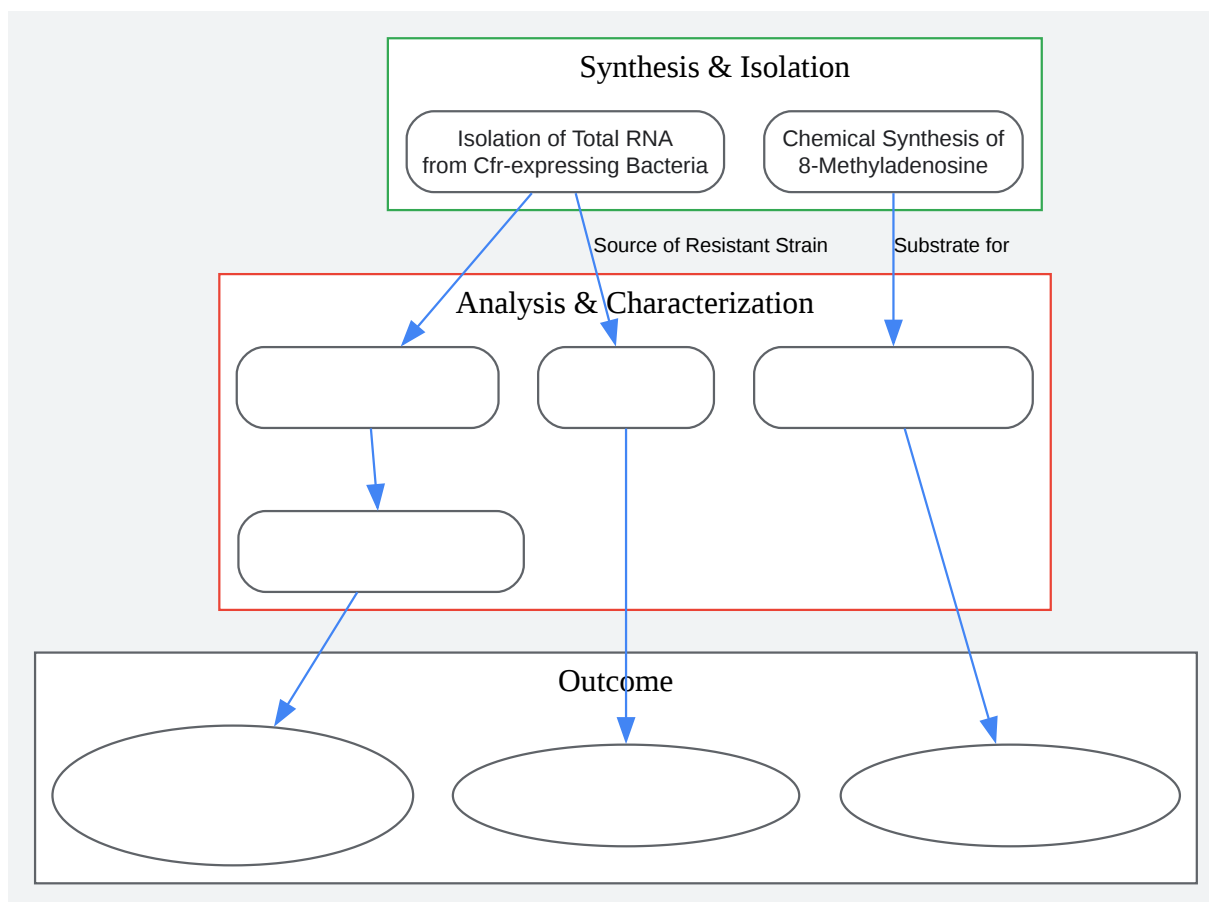 Synthesis & Isolation
Isolation of Total RNA
from Cfr-expressing Bacteria
Chemical Synthesis of
8-Methyladenosine
Source of Resistant Strain
Substrate for
Analysis & Characterization
Outcome